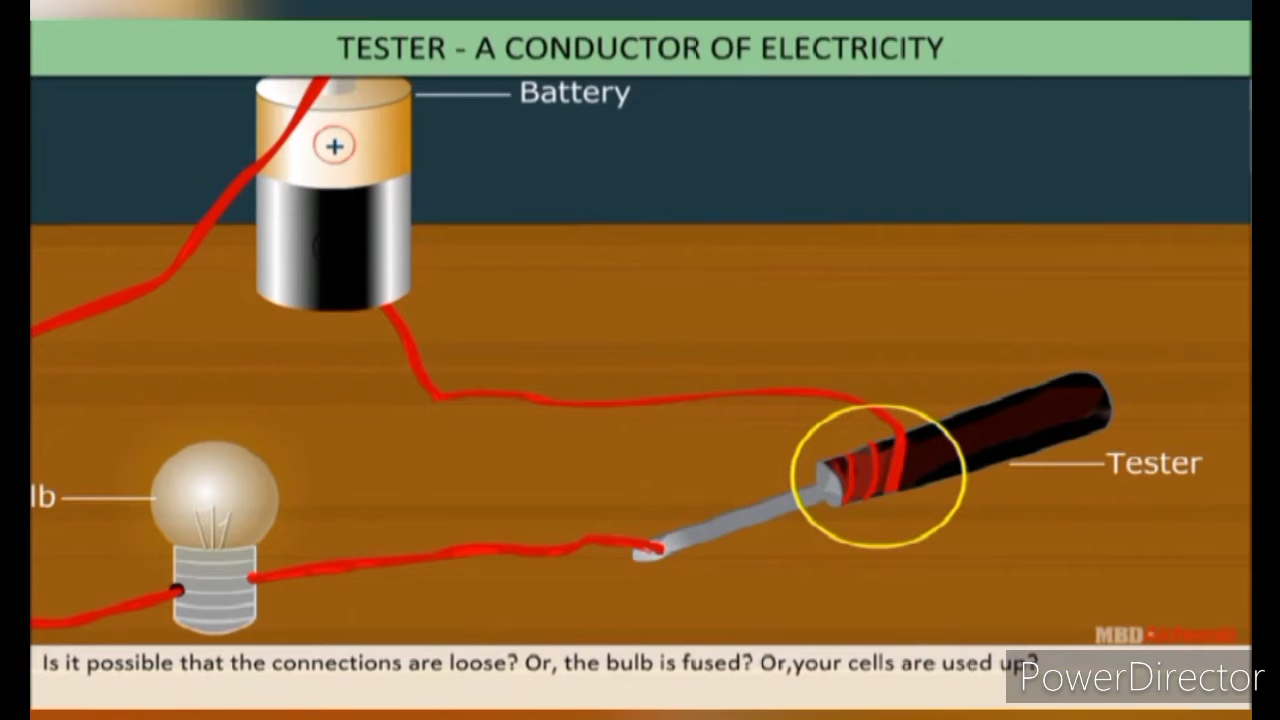 TESTER - A CONDUCTOR OF ELECTRICITY
Battery
+
Tester
lb
MBD
Is it possible that the connections are loose? Or, the bulb is fused? Or,your cells are used up?
PowerDirector